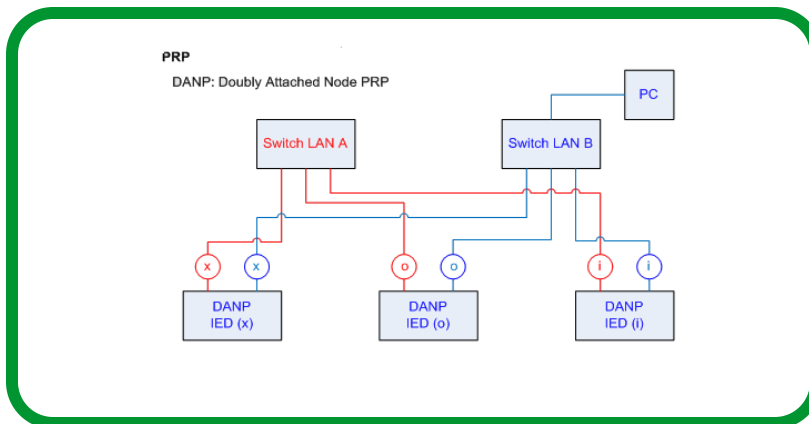 PRP
DANP: Doubly Attached Node PRP
PC
Switch LAN A
Switch LAN B
x
x
o
o
i
i
DANP
IED (x)
DANP
IED (o)
DANP
IED (i)